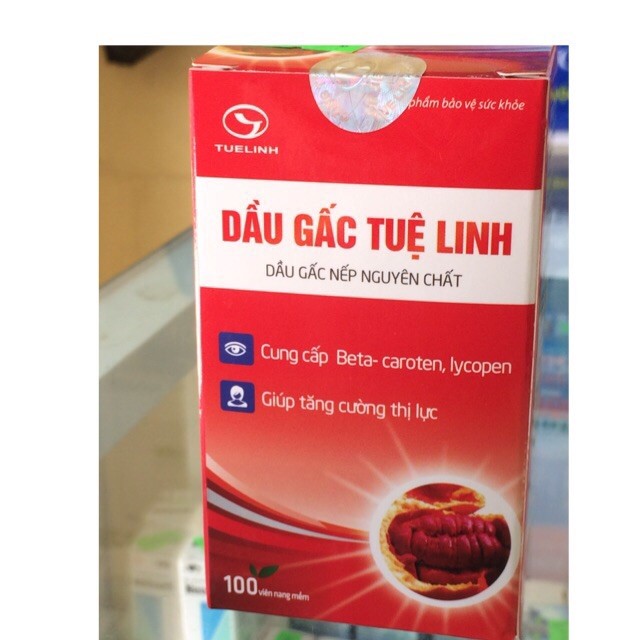 phẩm bảo vệ sức khỏe
TUELINH
DẦU GẤC TUỆ LINH
DẦU GẤC NẾP NGUYÊN CHẤT
Cung cấp Beta- caroten, lycopen
Giúp tăng cường thị lực
100 viên nang mềm